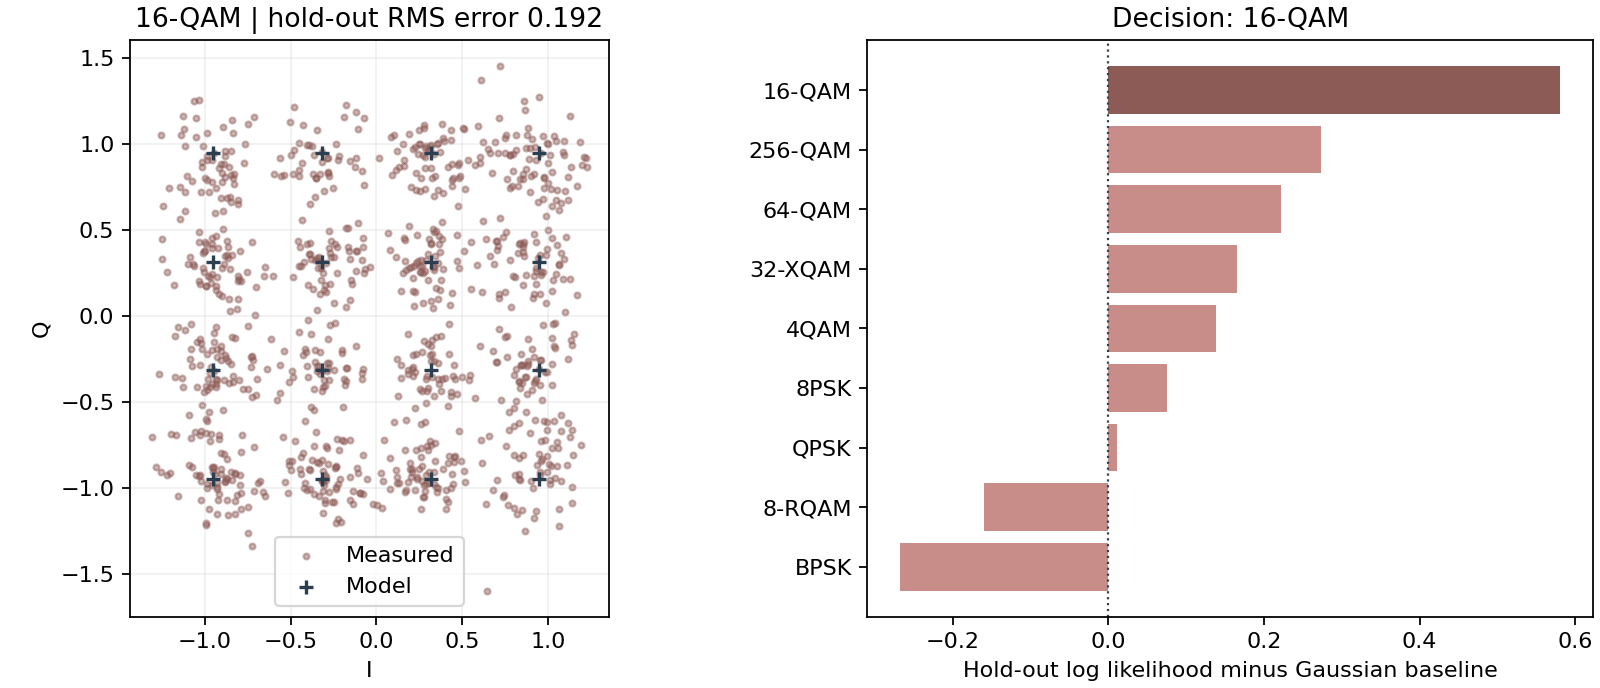 16-QAM | hold-out RMS error 0.192
1.5
1.0
0.5
0.0
−0.5
−1.0
−1.5
Q
Measured
Model
−1.0 −0.5 0.0 0.5 1.0
I
Decision: 16-QAM
16-QAM
256-QAM
64-QAM
32-XQAM
4QAM
8PSK
QPSK
8-RQAM
BPSK
−0.2 0.0 0.2 0.4 0.6
Hold-out log likelihood minus Gaussian baseline